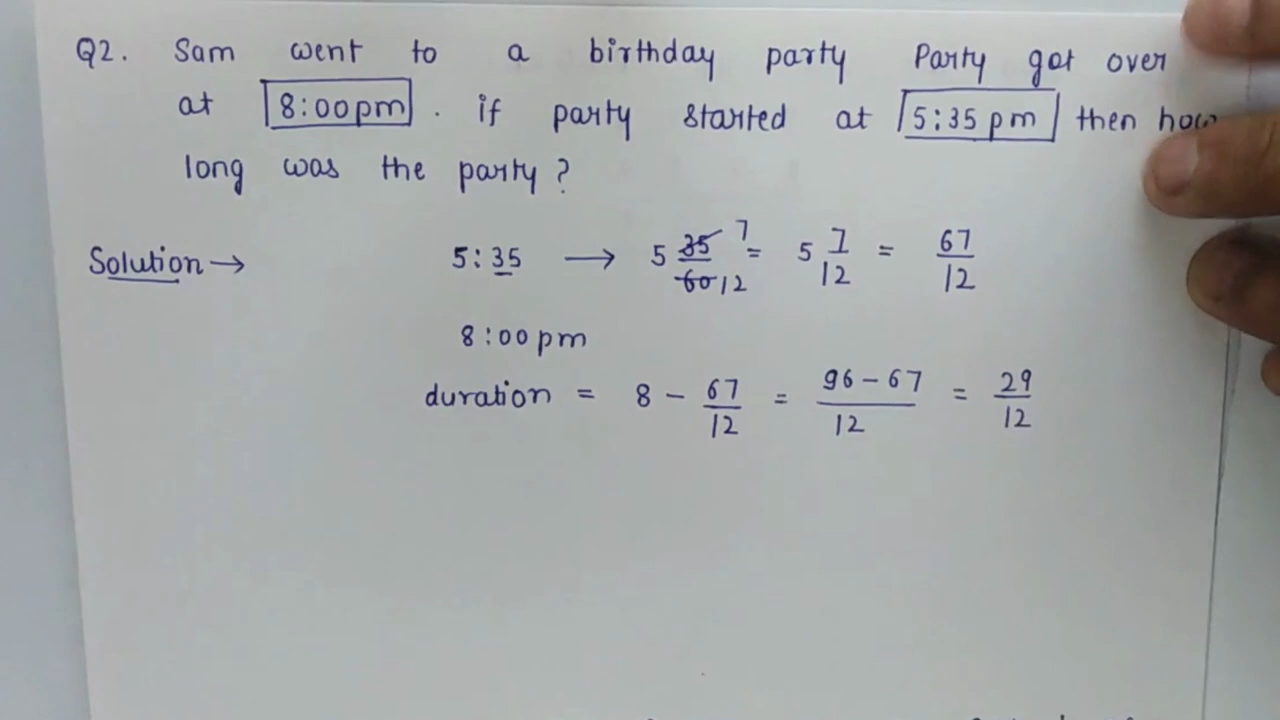 Q2. Sam went to a birthday party Party got over
at 8:00pm. if party started at 5:35 pm then how
long was the party?
Solution → 5:35 → 5 35/60 7/12 = 5 7/12 = 67/12
8:00pm
duration = 8 - 67/12 = 96-67/12 = 29/12